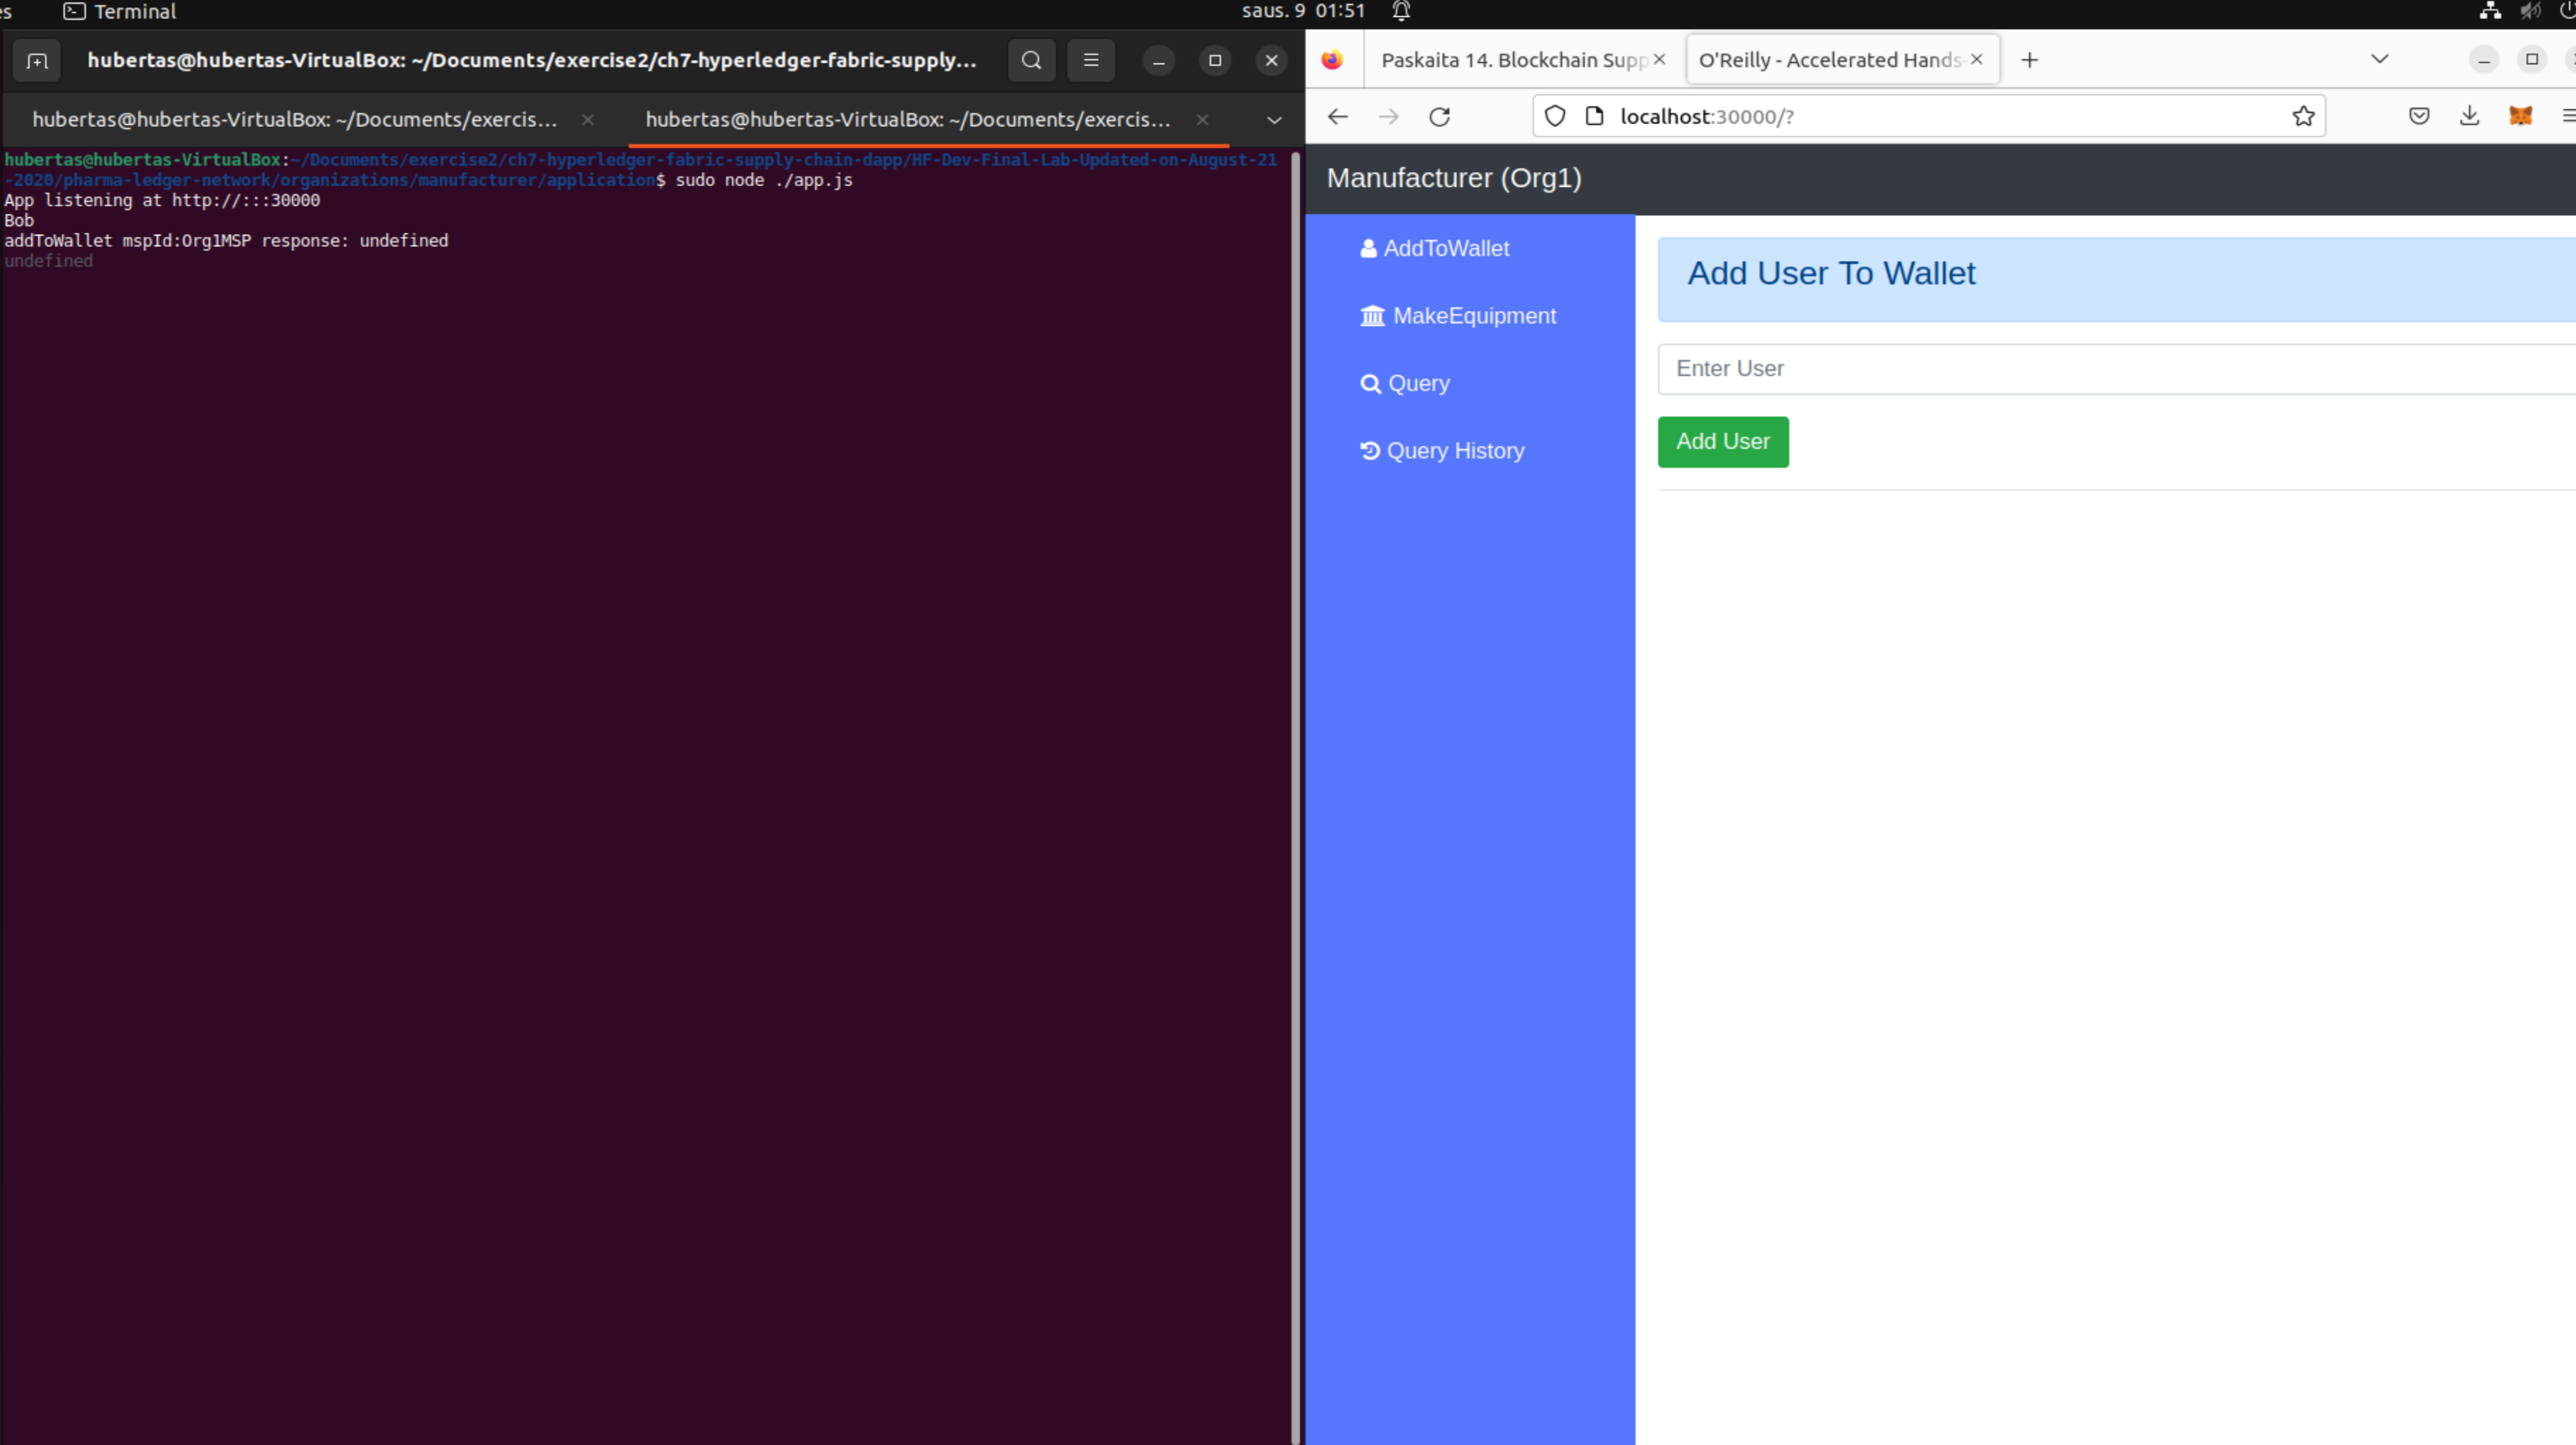 es Terminal saus. 9 01:51
hubertas@hubertas-VirtualBox: ~/Documents/exercise2/ch7-hyperledger-fabric-supply...
hubertas@hubertas-VirtualBox: ~/Documents/exercis... hubertas@hubertas-VirtualBox: ~/Documents/exercis...
hubertas@hubertas-VirtualBox:~/Documents/exercise2/ch7-hyperledger-fabric-supply-chain-dapp/HF-Dev-Final-Lab-Updated-on-August-21
-2020/pharma-ledger-network/organizations/manufacturer/application$ sudo node ./app.js
App listening at http://:::30000
Bob
addToWallet mspId:Org1MSP response: undefined
undefined
Paskaita 14. Blockchain Supp O'Reilly - Accelerated Hands-
localhost:30000/?
Manufacturer (Org1)
AddToWallet
MakeEquipment
Query
Query History
Add User To Wallet
Enter User
Add User